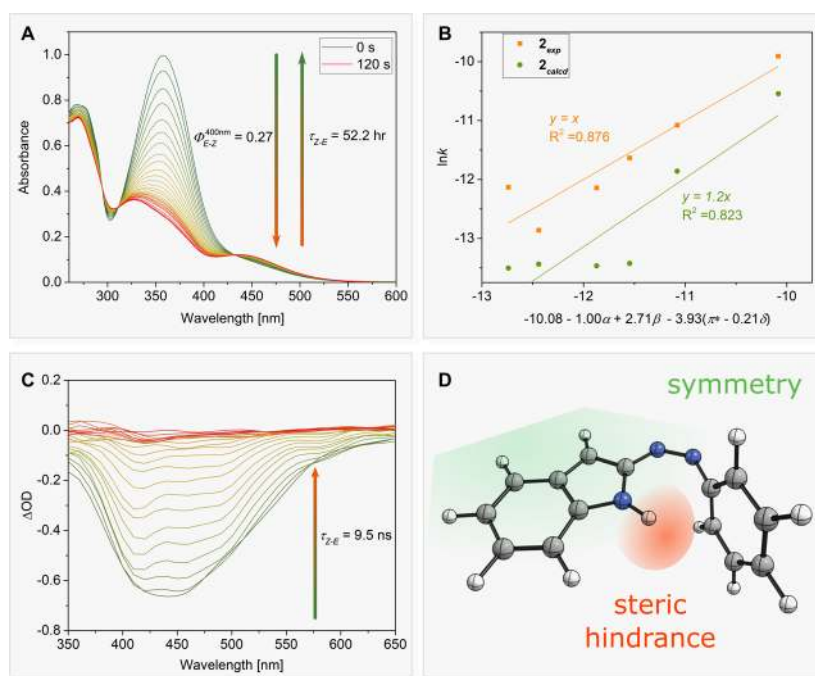 A
1.0
0.8
0.6
0.4
0.2
0.0
Absorbance
300 350 400 450 500 550 600
Wavelength [nm]
0 s
120 s
Φ400nm E-Z = 0.27
τZ-E = 52.2 hr
B
-10
-11
-12
-13
lnk
-13 -12 -11 -10
-10.08 - 1.00α + 2.71β - 3.93(π* - 0.21δ)
2exp
2calcd
y = x
R² = 0.876
y = 1.2x
R² = 0.823
C
0.2
0.0
-0.2
-0.4
-0.6
-0.8
ΔOD
350 400 450 500 550 600 650
Wavelength [nm]
τZ-E = 9.5 ns
D
symmetry
steric
hindrance